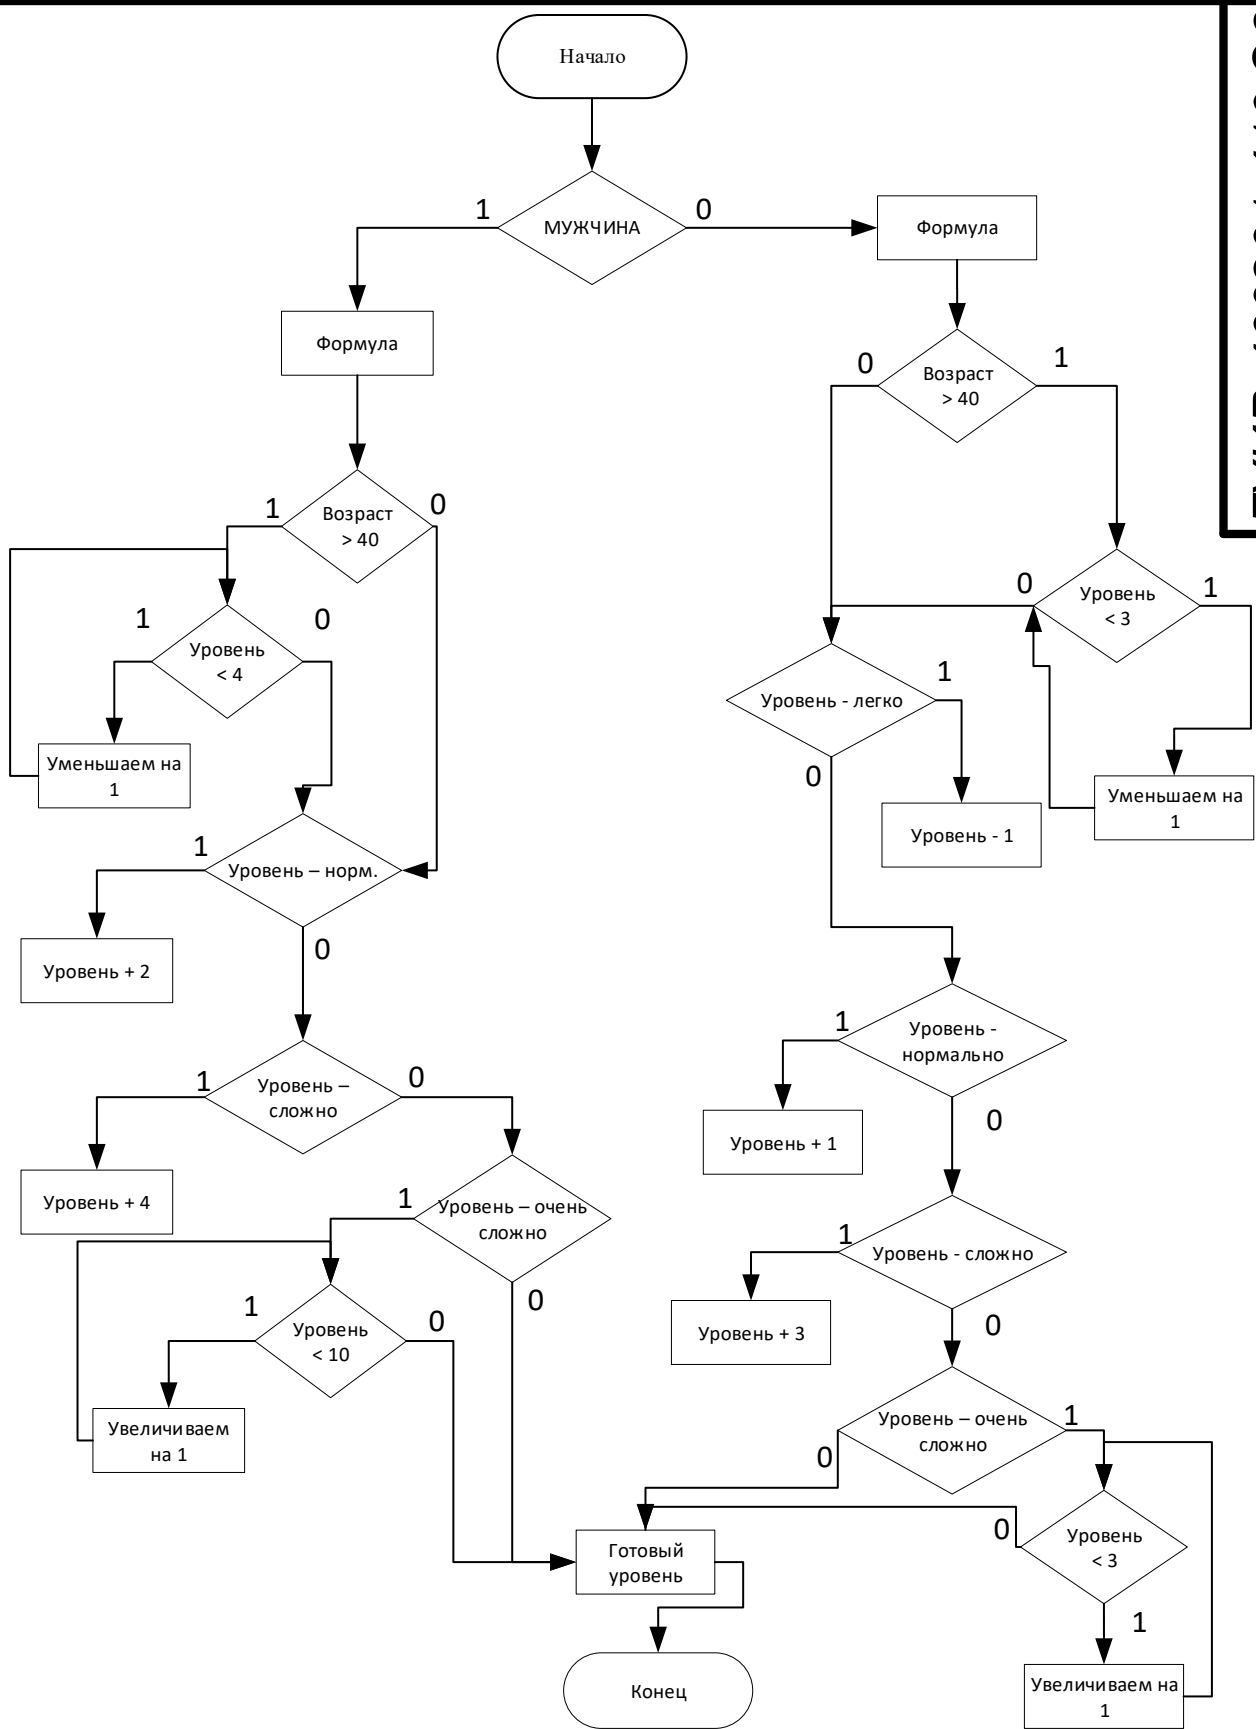 Начало
1
МУЖЧИНА
0
Формула
Формула
0
Возраст
> 40
1
1
Возраст
> 40
0
0
Уровень
< 3
1
1
Уровень
< 4
0
Уровень - легко
1
0
Уменьшаем на
1
Уменьшаем на
1
Уровень - 1
1
Уровень – норм.
0
Уровень + 2
1
Уровень -
нормально
0
1
Уровень –
сложно
0
Уровень + 1
Уровень + 4
1
Уровень – очень
сложно
0
1
Уровень - сложно
0
1
Уровень
< 10
0
Уровень + 3
Увеличиваем
на 1
Уровень – очень
сложно
1
0
0
Уровень
< 3
1
Готовый
уровень
Увеличиваем на
1
Конец